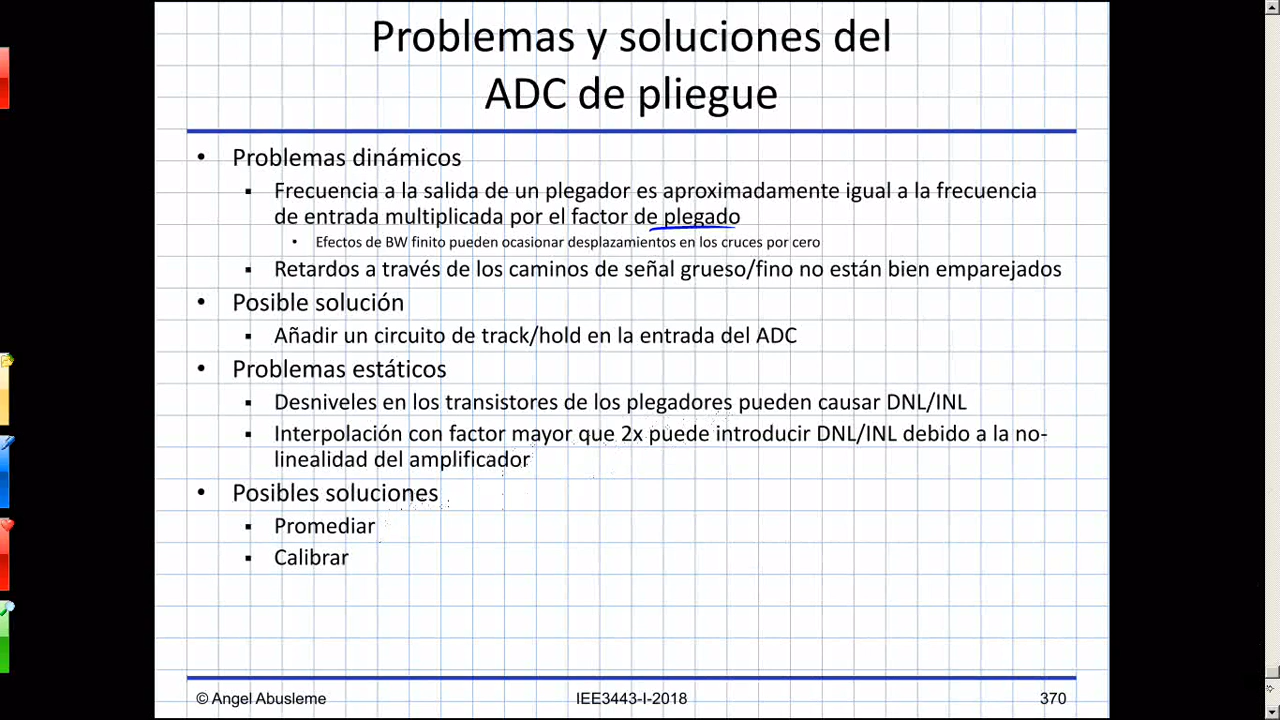 Problemas y soluciones del
ADC de pliegue
• Problemas dinámicos
▪ Frecuencia a la salida de un plegador es aproximadamente igual a la frecuencia
de entrada multiplicada por el factor de plegado
• Efectos de BW finito pueden ocasionar desplazamientos en los cruces por cero
▪ Retardos a través de los caminos de señal grueso/fino no están bien emparejados
• Posible solución
▪ Añadir un circuito de track/hold en la entrada del ADC
• Problemas estáticos
▪ Desniveles en los transistores de los plegadores pueden causar DNL/INL
▪ Interpolación con factor mayor que 2x puede introducir DNL/INL debido a la no-
linealidad del amplificador
• Posibles soluciones
▪ Promediar
▪ Calibrar
© Angel Abusleme IEE3443-I-2018 370